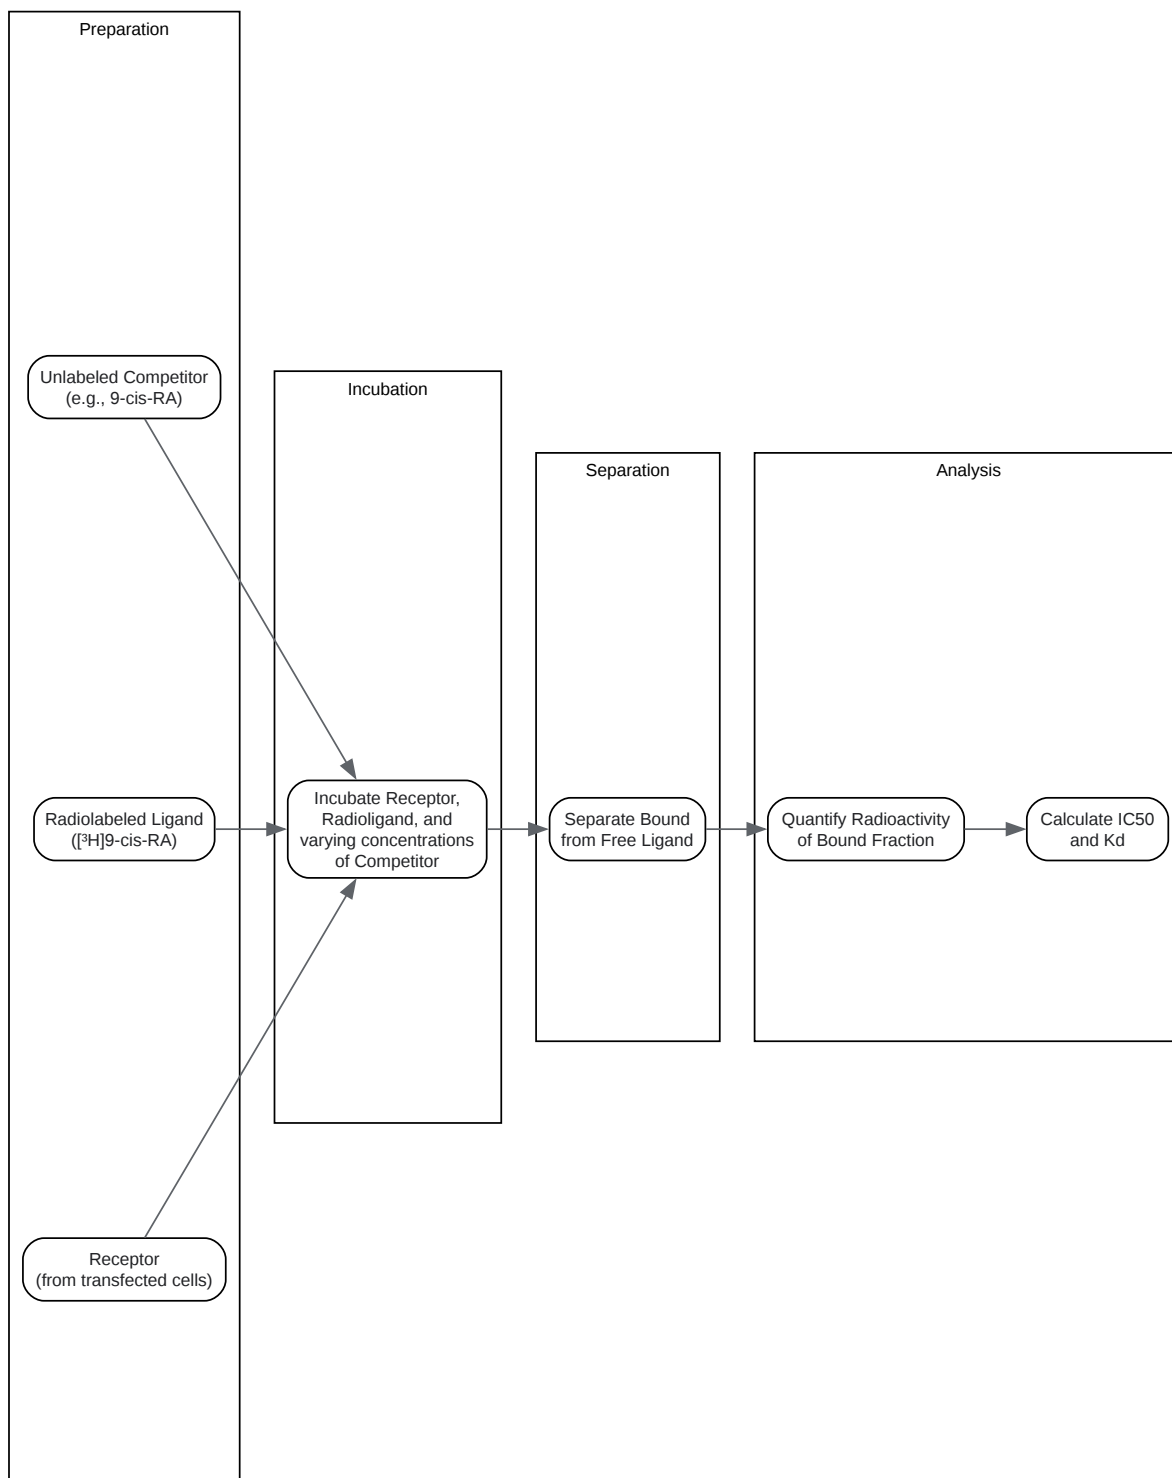 Preparation
Unlabeled Competitor
(e.g., 9-cis-RA)
Radiolabeled Ligand
([³H]9-cis-RA)
Receptor
(from transfected cells)
Incubation
Incubate Receptor,
Radioligand, and
varying concentrations
of Competitor
Separation
Separate Bound
from Free Ligand
Analysis
Quantify Radioactivity
of Bound Fraction
Calculate IC50
and Kd